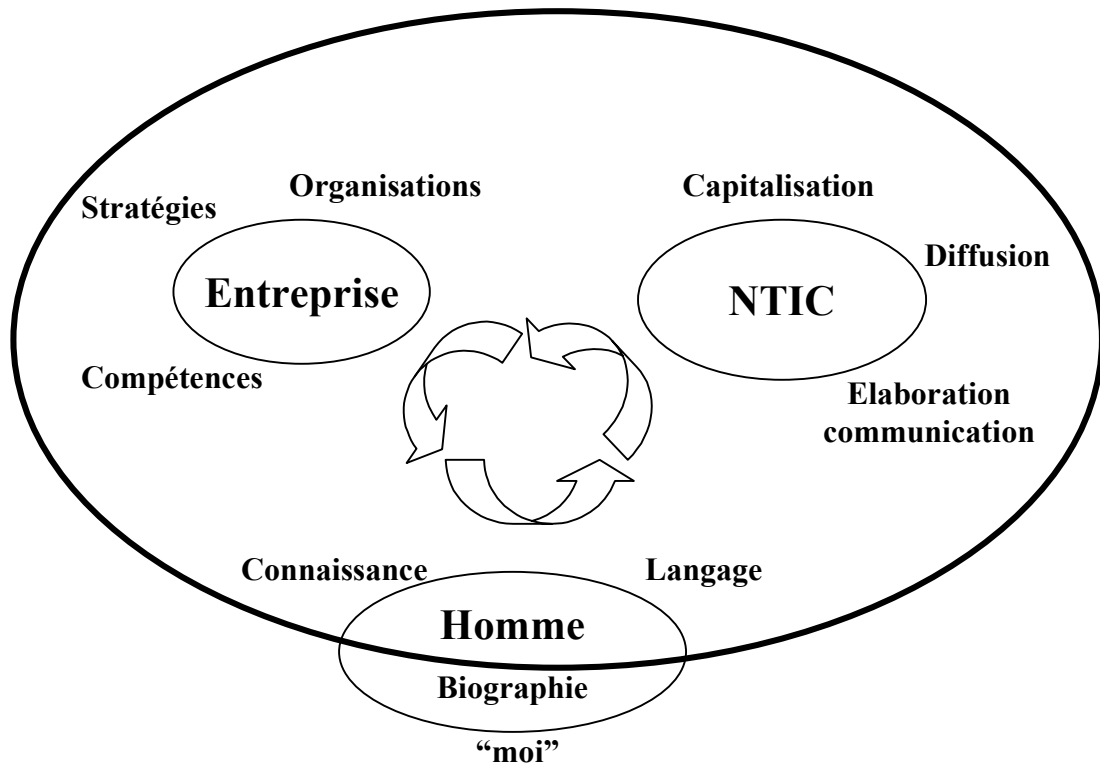 Organisations
Capitalisation
Stratégies
Diffusion
Entreprise
NTIC
Compétences
Elaboration
communication
Connaissance
Langage
Homme
Biographie
“moi”